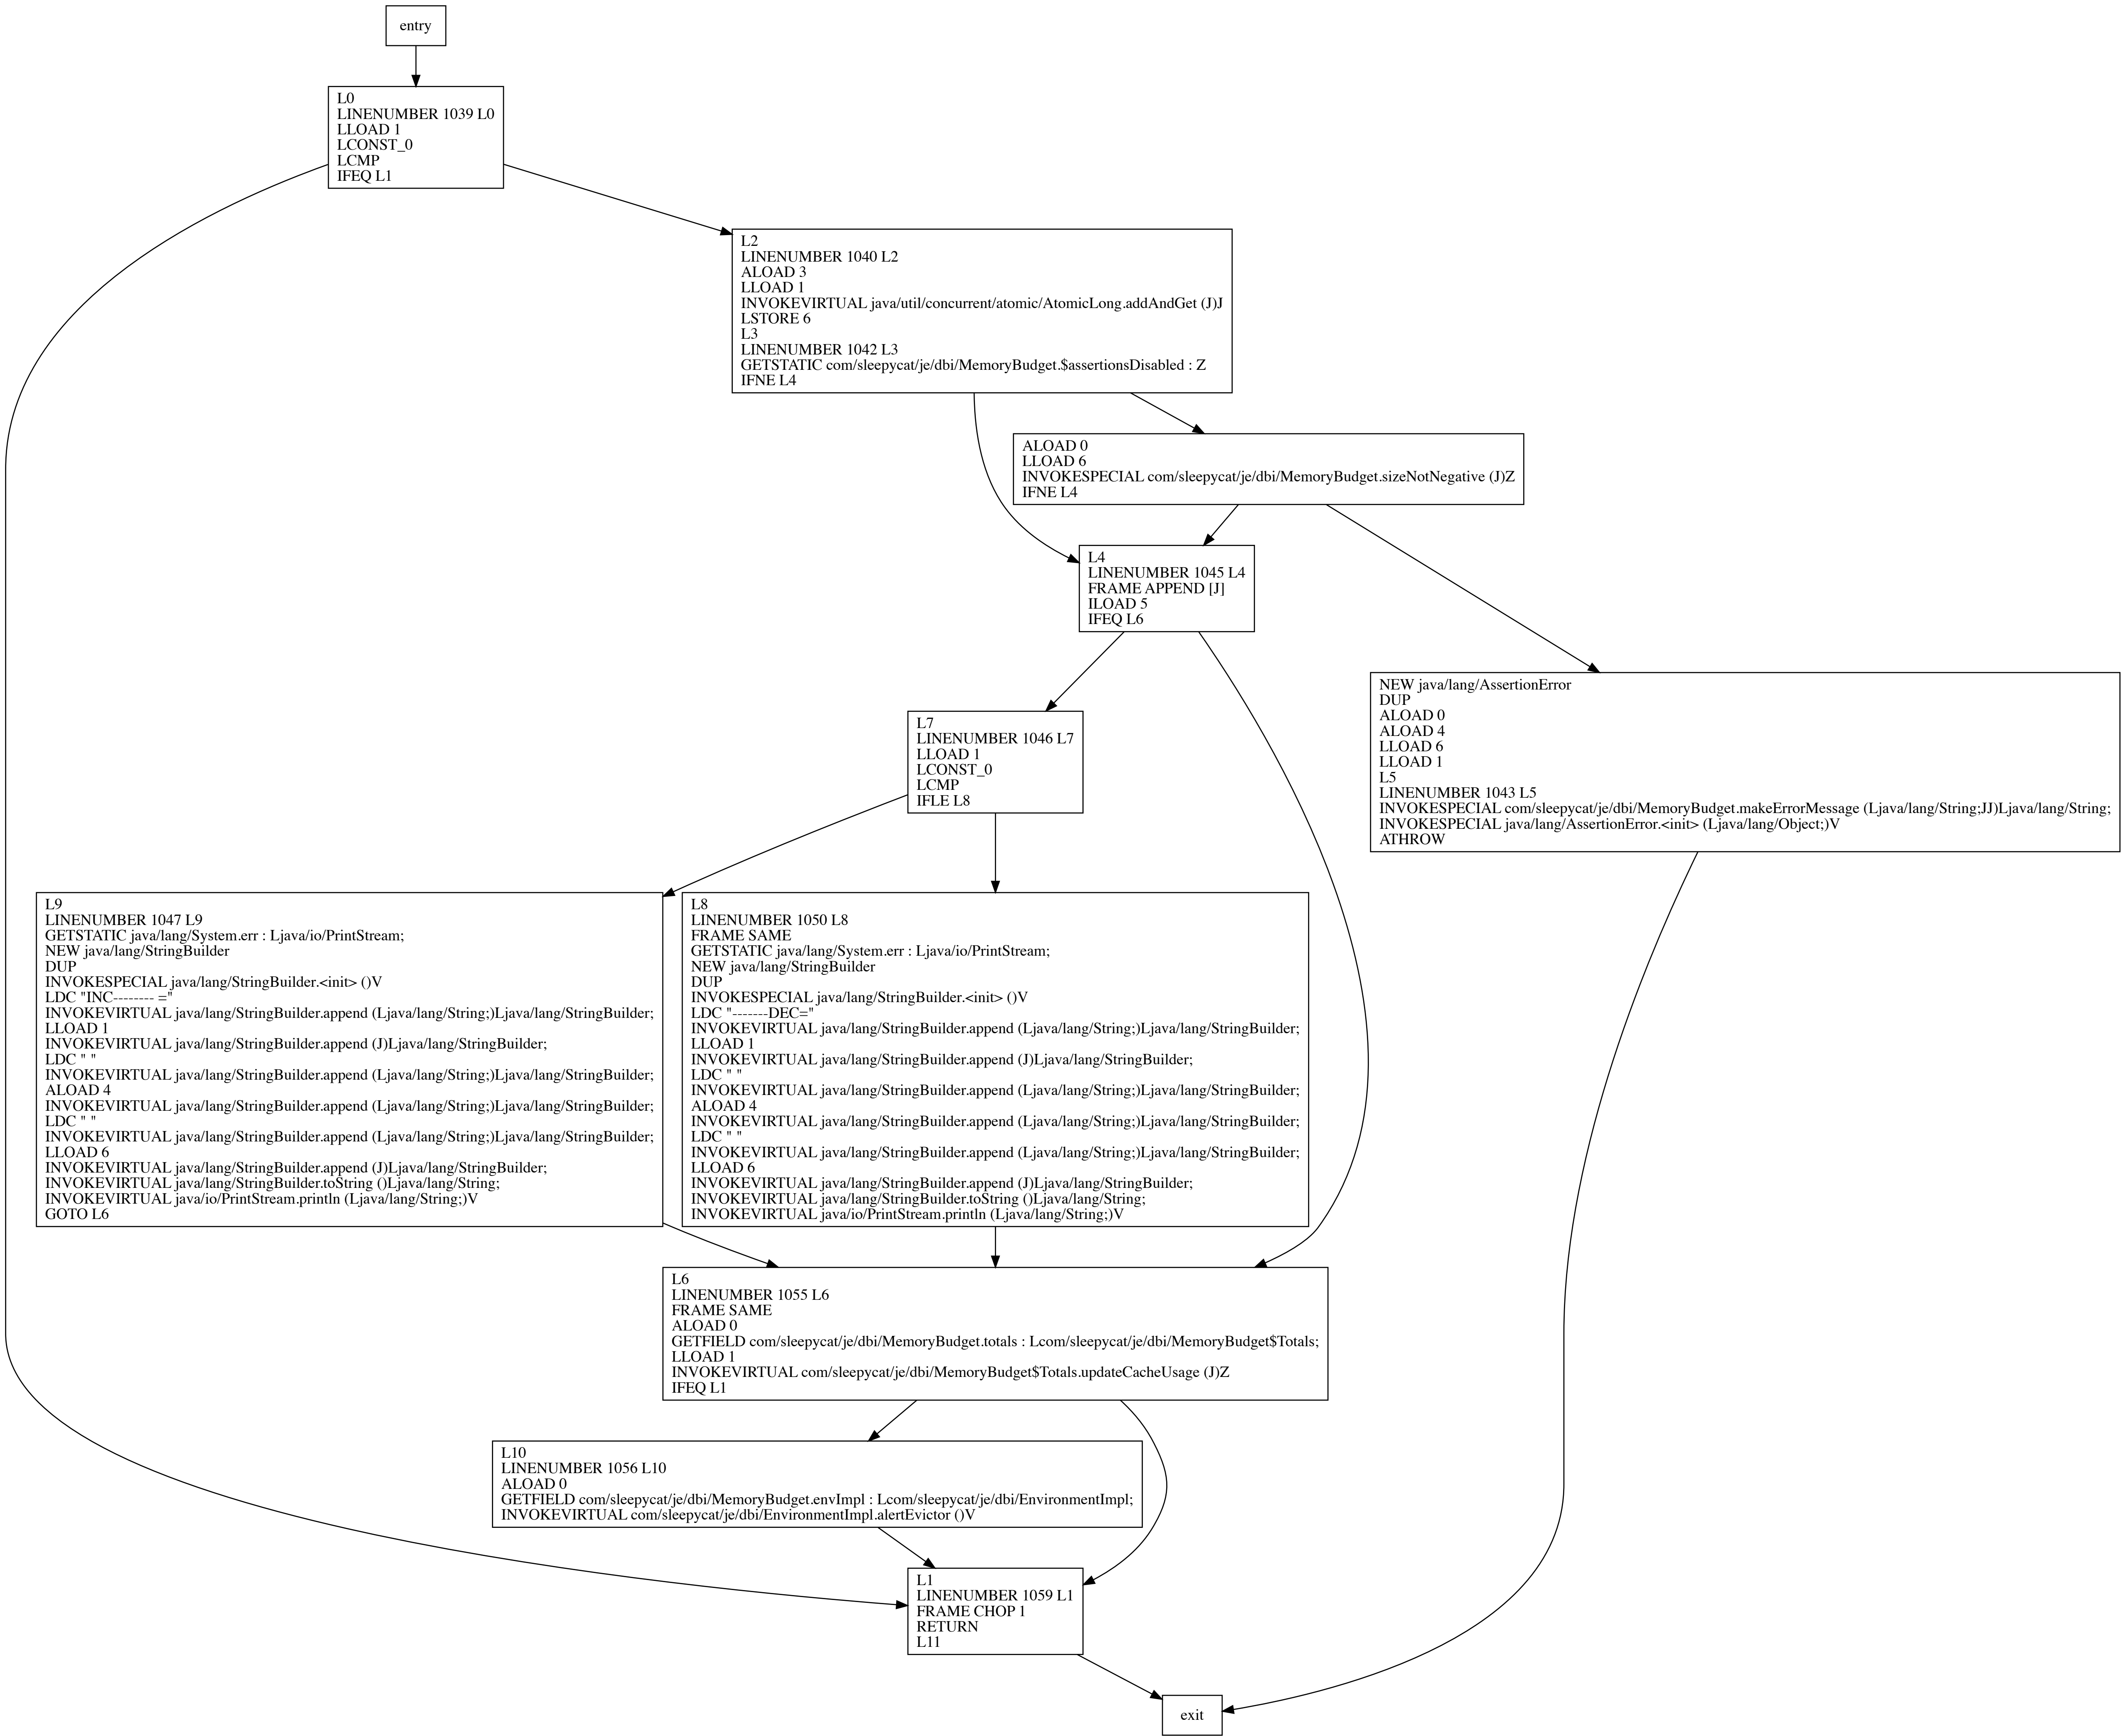 entry
L0
LINENUMBER 1039 L0
LLOAD 1
LCONST_0
LCMP
IFEQ L1
L2
LINENUMBER 1040 L2
ALOAD 3
LLOAD 1
INVOKEVIRTUAL java/util/concurrent/atomic/AtomicLong.addAndGet (J)J
LSTORE 6
L3
LINENUMBER 1042 L3
GETSTATIC com/sleepycat/je/dbi/MemoryBudget.$assertionsDisabled : Z
IFNE L4
ALOAD 0
LLOAD 6
INVOKESPECIAL com/sleepycat/je/dbi/MemoryBudget.sizeNotNegative (J)Z
IFNE L4
L4
LINENUMBER 1045 L4
FRAME APPEND [J]
ILOAD 5
IFEQ L6
NEW java/lang/AssertionError
DUP
ALOAD 0
ALOAD 4
LLOAD 6
LLOAD 1
L5
LINENUMBER 1043 L5
INVOKESPECIAL com/sleepycat/je/dbi/MemoryBudget.makeErrorMessage (Ljava/lang/String;JJ)Ljava/lang/String;
INVOKESPECIAL java/lang/AssertionError.<init> (Ljava/lang/Object;)V
ATHROW
L7
LINENUMBER 1046 L7
LLOAD 1
LCONST_0
LCMP
IFLE L8
L9
LINENUMBER 1047 L9
GETSTATIC java/lang/System.err : Ljava/io/PrintStream;
NEW java/lang/StringBuilder
DUP
INVOKESPECIAL java/lang/StringBuilder.<init> ()V
LDC "INC-------- ="
INVOKEVIRTUAL java/lang/StringBuilder.append (Ljava/lang/String;)Ljava/lang/StringBuilder;
LLOAD 1
INVOKEVIRTUAL java/lang/StringBuilder.append (J)Ljava/lang/StringBuilder;
LDC " "
INVOKEVIRTUAL java/lang/StringBuilder.append (Ljava/lang/String;)Ljava/lang/StringBuilder;
ALOAD 4
INVOKEVIRTUAL java/lang/StringBuilder.append (Ljava/lang/String;)Ljava/lang/StringBuilder;
LDC " "
INVOKEVIRTUAL java/lang/StringBuilder.append (Ljava/lang/String;)Ljava/lang/StringBuilder;
LLOAD 6
INVOKEVIRTUAL java/lang/StringBuilder.append (J)Ljava/lang/StringBuilder;
INVOKEVIRTUAL java/lang/StringBuilder.toString ()Ljava/lang/String;
INVOKEVIRTUAL java/io/PrintStream.println (Ljava/lang/String;)V
GOTO L6
L8
LINENUMBER 1050 L8
FRAME SAME
GETSTATIC java/lang/System.err : Ljava/io/PrintStream;
NEW java/lang/StringBuilder
DUP
INVOKESPECIAL java/lang/StringBuilder.<init> ()V
LDC "-------DEC="
INVOKEVIRTUAL java/lang/StringBuilder.append (Ljava/lang/String;)Ljava/lang/StringBuilder;
LLOAD 1
INVOKEVIRTUAL java/lang/StringBuilder.append (J)Ljava/lang/StringBuilder;
LDC " "
INVOKEVIRTUAL java/lang/StringBuilder.append (Ljava/lang/String;)Ljava/lang/StringBuilder;
ALOAD 4
INVOKEVIRTUAL java/lang/StringBuilder.append (Ljava/lang/String;)Ljava/lang/StringBuilder;
LDC " "
INVOKEVIRTUAL java/lang/StringBuilder.append (Ljava/lang/String;)Ljava/lang/StringBuilder;
LLOAD 6
INVOKEVIRTUAL java/lang/StringBuilder.append (J)Ljava/lang/StringBuilder;
INVOKEVIRTUAL java/lang/StringBuilder.toString ()Ljava/lang/String;
INVOKEVIRTUAL java/io/PrintStream.println (Ljava/lang/String;)V
L6
LINENUMBER 1055 L6
FRAME SAME
ALOAD 0
GETFIELD com/sleepycat/je/dbi/MemoryBudget.totals : Lcom/sleepycat/je/dbi/MemoryBudget$Totals;
LLOAD 1
INVOKEVIRTUAL com/sleepycat/je/dbi/MemoryBudget$Totals.updateCacheUsage (J)Z
IFEQ L1
L10
LINENUMBER 1056 L10
ALOAD 0
GETFIELD com/sleepycat/je/dbi/MemoryBudget.envImpl : Lcom/sleepycat/je/dbi/EnvironmentImpl;
INVOKEVIRTUAL com/sleepycat/je/dbi/EnvironmentImpl.alertEvictor ()V
L1
LINENUMBER 1059 L1
FRAME CHOP 1
RETURN
L11
exit